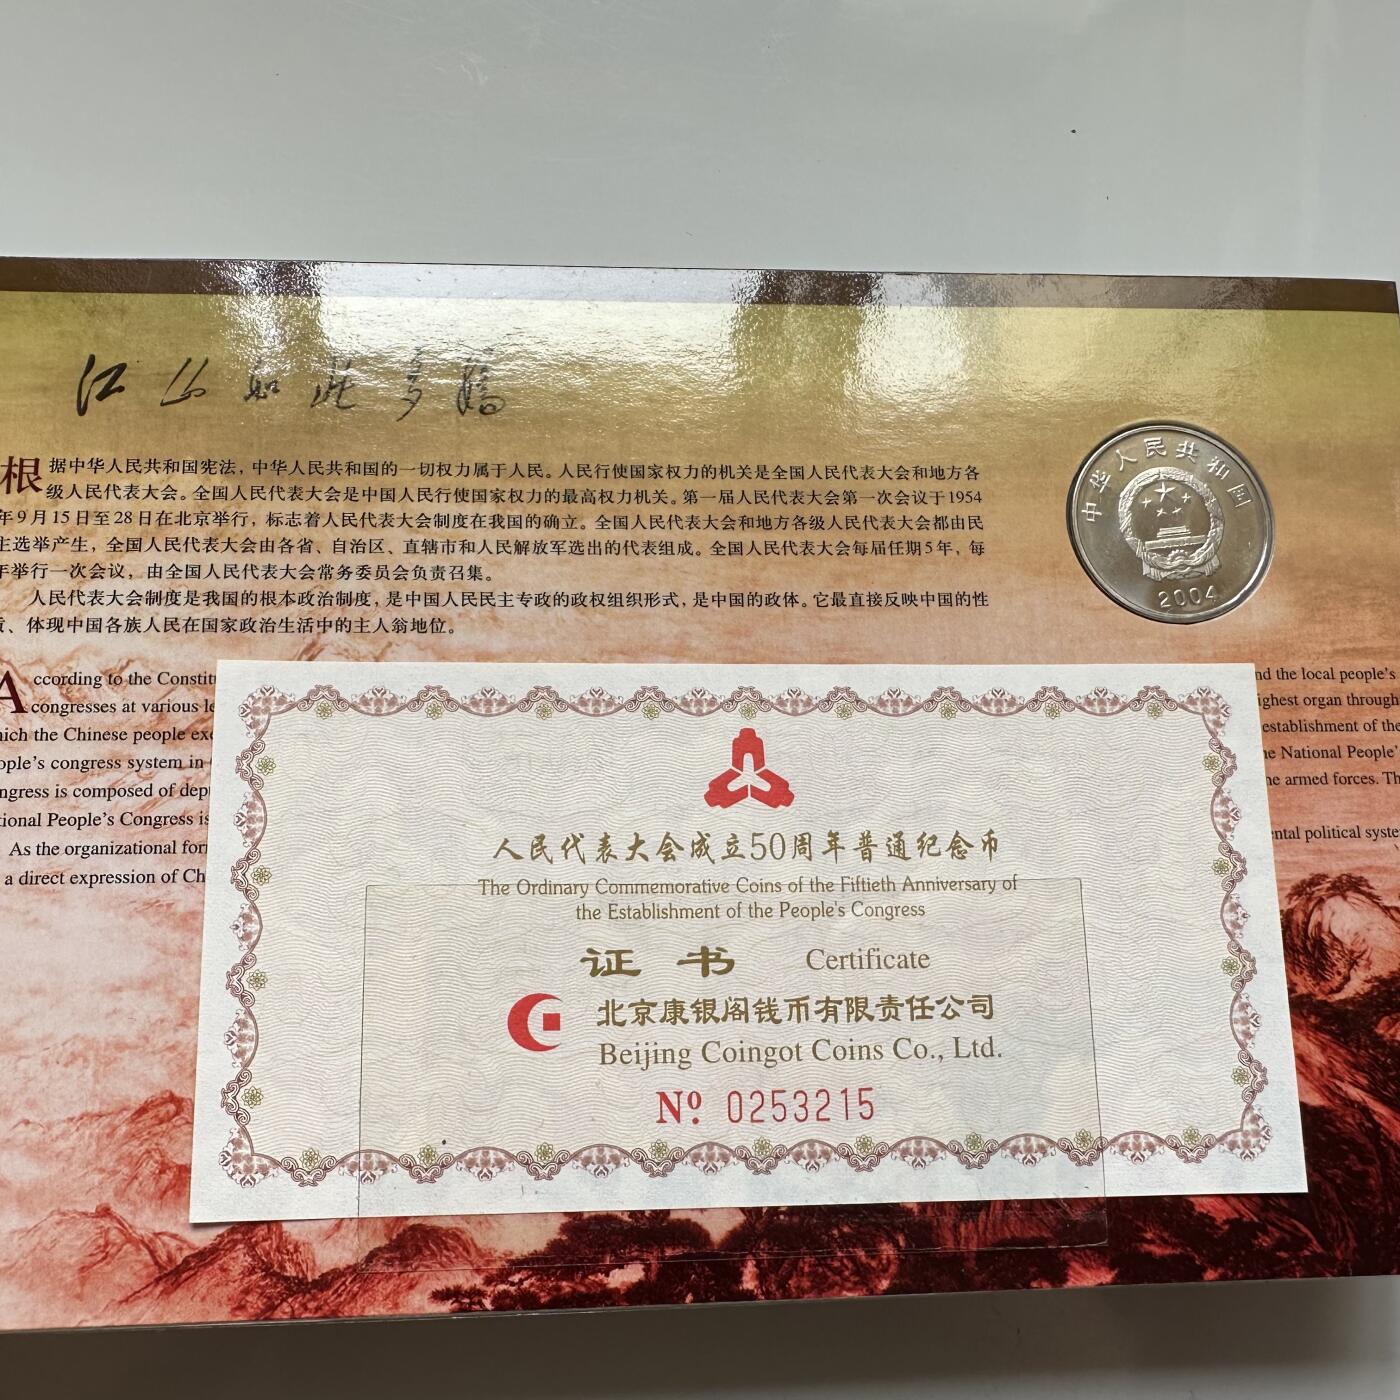 江山如此多娇
根据中华人民共和国宪法，中华人民共和国的一切权力属于人民。人民行使国家权力的机关是全国人民代表大会和地方各
级人民代表大会。全国人民代表大会是中国人民行使国家权力的最高权力机关。第一届人民代表大会第一次会议于1954
年9月15日至28日在北京举行，标志着人民代表大会制度在我国的确立。全国人民代表大会和地方各级人民代表大会都由民
主选举产生，全国人民代表大会由各省、自治区、直辖市和人民解放军选出的代表组成。全国人民代表大会每届任期5年，每
年举行一次会议，由全国人民代表大会常务委员会负责召集。
人民代表大会制度是我国的根本政治制度，是中国人民民主专政的政权组织形式，是中国的政体。它最直接反映中国的性
质、体现中国各族人民在国家政治生活中的主人翁地位。
中华人民共和国
2004
According to the Constitu
nd the local people's
congresses at various le
ighest organ through
hich the Chinese people exe
establishment of the
ople's congress system in
he National People'
ngress is composed of dep
he armed forces. Th
tional People's Congress is
As the organizational for
ental political syste
a direct expression of Ch
人民代表大会成立50周年普通纪念币
The Ordinary Commemorative Coins of the Fiftieth Anniversary of
the Establishment of the People's Congress
证书 Certificate
北京康银阁钱币有限责任公司
Beijing Coingot Coins Co., Ltd.
Nº 0253215